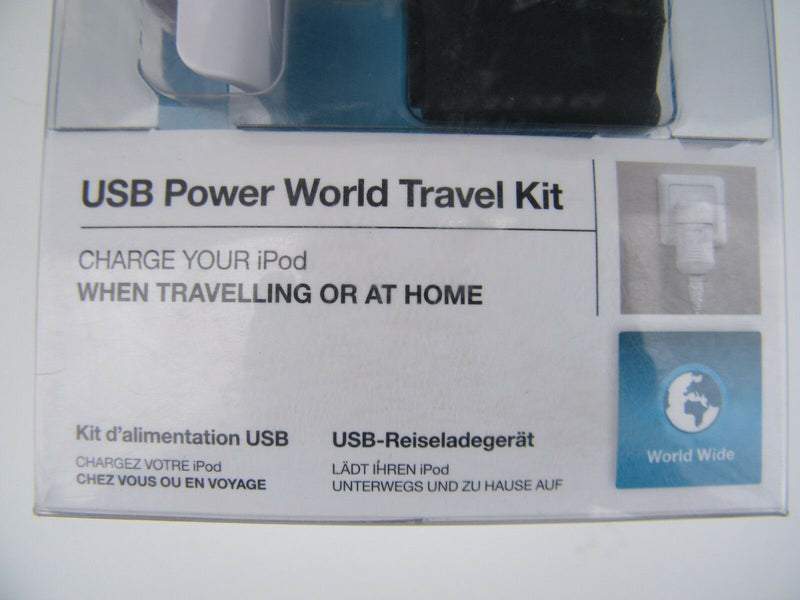 USB Power World Travel Kit
CHARGE YOUR iPod
WHEN TRAVELLING OR AT HOME
Kit d'alimentation USB
CHARGEZ VOTRE iPod
CHEZ VOUS OU EN VOYAGE
USB-Reiseladegerät
LÄDT IHREN iPod
UNTERWEGS UND ZU HAUSE AUF
World Wide